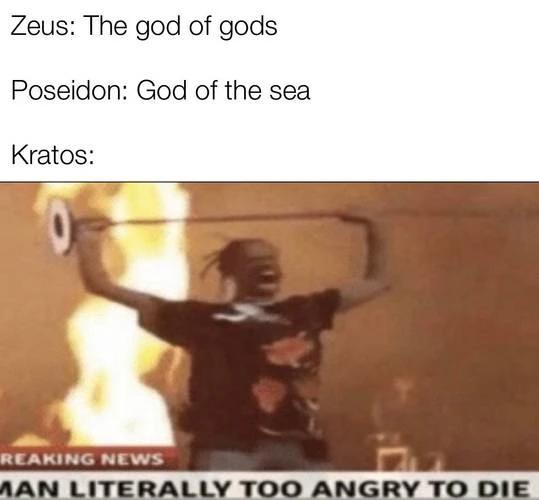 Zeus: The god of gods
Poseidon: God of the sea
Kratos:
REAKING NEWS
MAN LITERALLY TOO ANGRY TO DIE